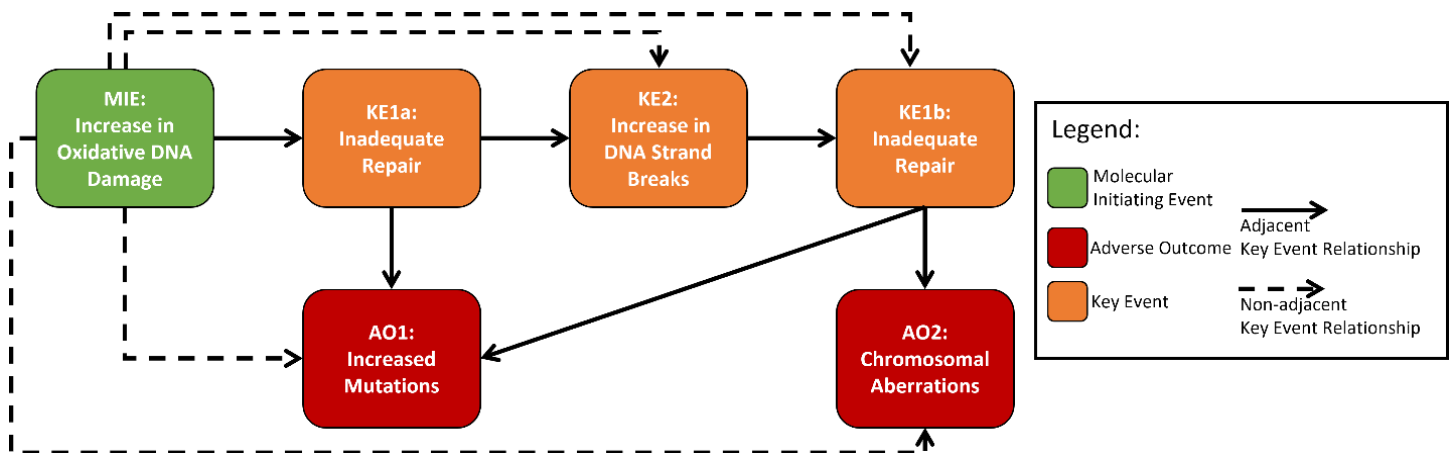 MIE:
Increase in
Oxidative DNA
Damage
KE1a:
Inadequate
Repair
KE2:
Increase in
DNA Strand
Breaks
KE1b:
Inadequate
Repair
AO1:
Increased
Mutations
AO2:
Chromosomal
Aberrations
Legend:
Molecular
Initiating Event
Adverse Outcome
Key Event
Adjacent
Key Event Relationship
Non-adjacent
Key Event Relationship